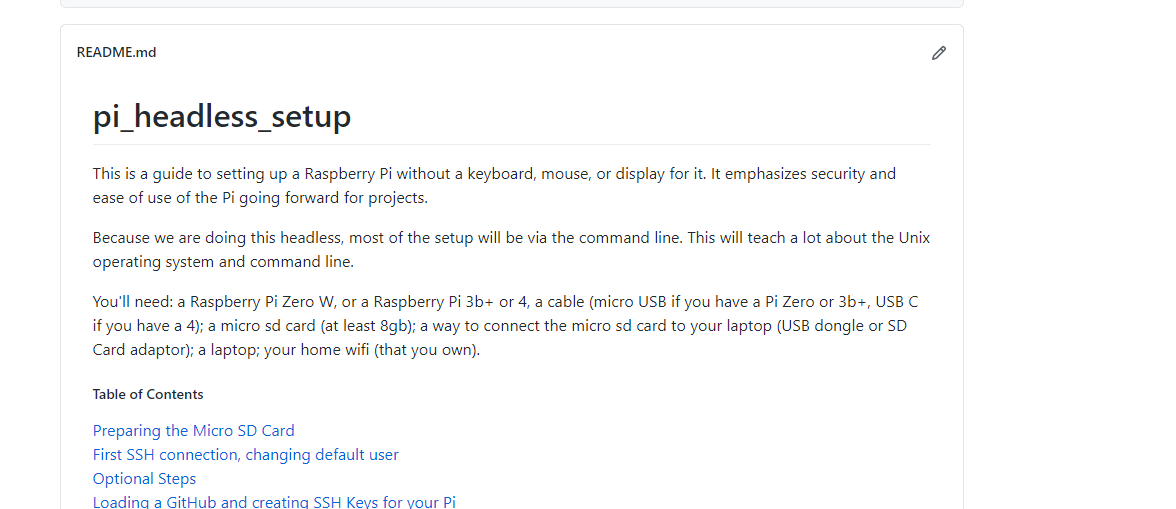 README.md
pi_headless_setup
This is a guide to setting up a Raspberry Pi without a keyboard, mouse, or display for it. It emphasizes security and
ease of use of the Pi going forward for projects.
Because we are doing this headless, most of the setup will be via the command line. This will teach a lot about the Unix
operating system and command line.
You'll need: a Raspberry Pi Zero W, or a Raspberry Pi 3b+ or 4, a cable (micro USB if you have a Pi Zero or 3b+, USB C
if you have a 4); a micro sd card (at least 8gb); a way to connect the micro sd card to your laptop (USB dongle or SD
Card adaptor); a laptop; your home wifi (that you own).
Table of Contents
Preparing the Micro SD Card
First SSH connection, changing default user
Optional Steps
Loading a GitHub and creating SSH Keys for your Pi